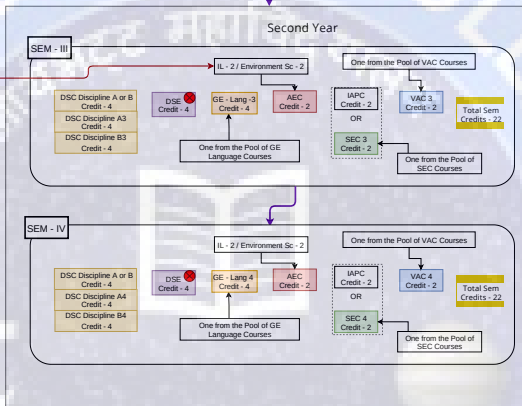 Second Year
SEM - III
IL - 2 / Environment Sc - 2
One from the Pool of VAC Courses
DSC Discipline A or B
Credit - 4
DSC Discipline A3
Credit - 4
DSC Discipline B3
Credit - 4
DSE
Credit - 4
GE - Lang -3
Credit - 4
AEC
Credit - 2
IAPC
Credit - 2
OR
SEC 3
Credit - 2
VAC 3
Credit - 2
Total Sem
Credits - 22
One from the Pool of GE
Language Courses
One from the Pool of
SEC Courses
SEM - IV
IL - 2 / Environment Sc - 2
One from the Pool of VAC Courses
DSC Discipline A or B
Credit - 4
DSC Discipline A4
Credit - 4
DSC Discipline B4
Credit - 4
DSE
Credit - 4
GE - Lang 4
Credit - 4
AEC
Credit - 2
IAPC
Credit - 2
OR
SEC 4
Credit - 2
VAC 4
Credit - 2
Total Sem
Credits - 22
One from the Pool of GE
Language Courses
One from the Pool of
SEC Courses